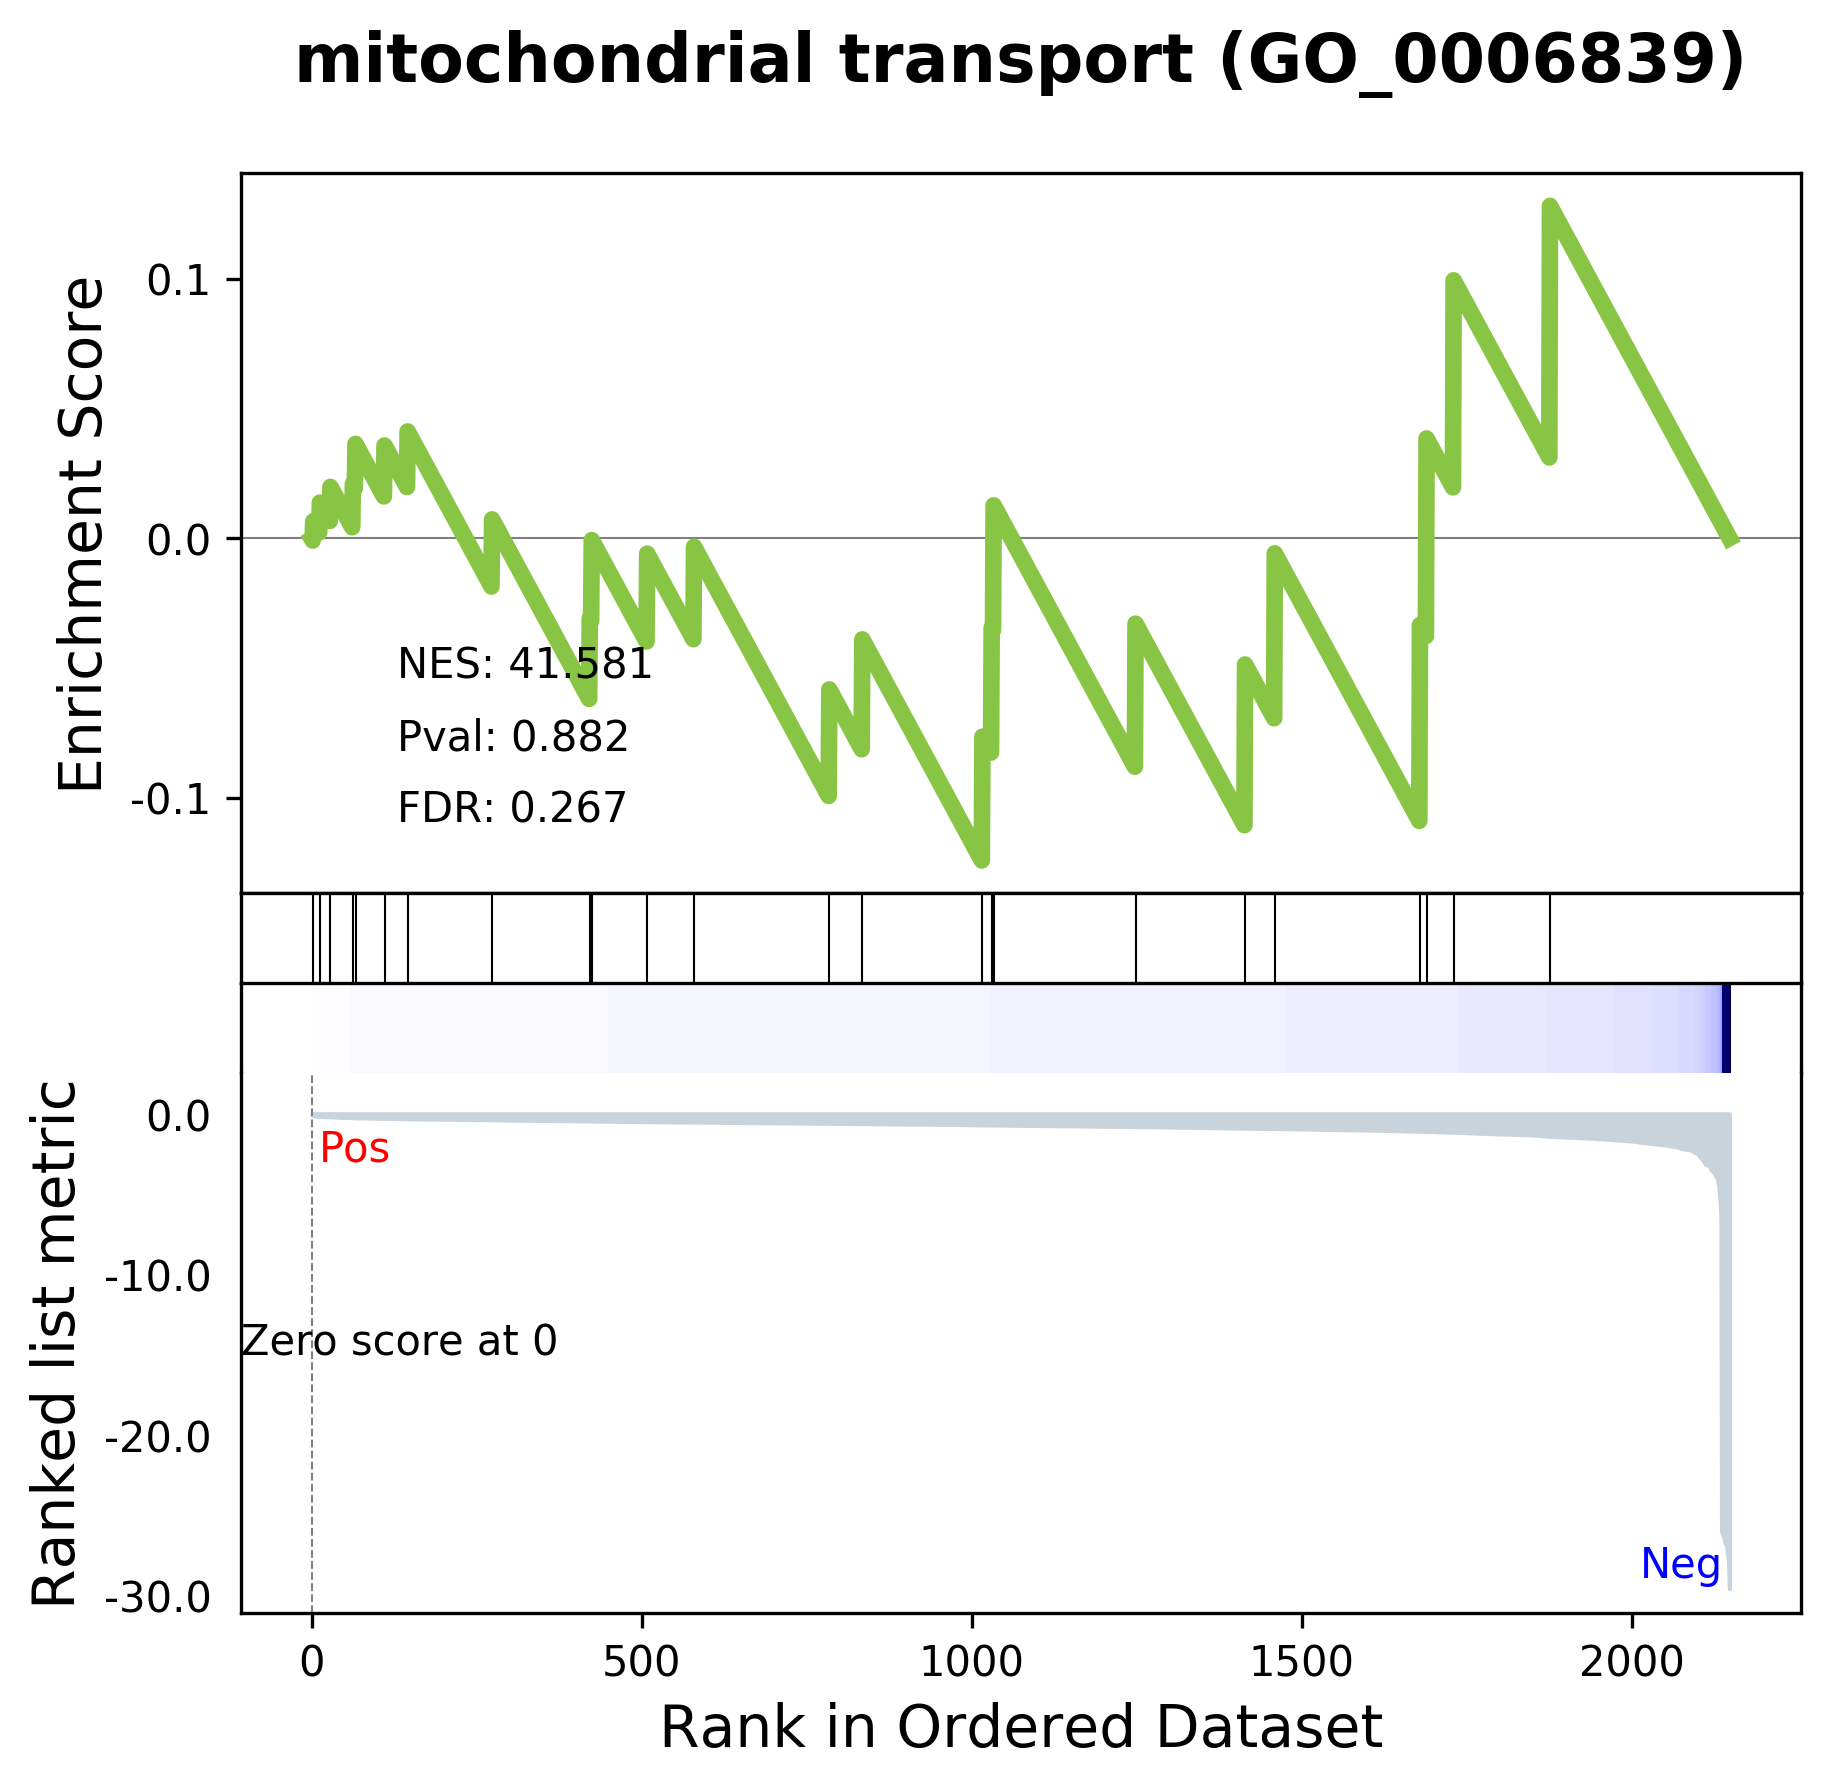 mitochondrial transport (GO_0006839)
Enrichment Score
0.1
0.0
-0.1
NES: 41.581
Pval: 0.882
FDR: 0.267
Ranked list metric
0.0
-10.0
-20.0
-30.0
Pos
Zero score at 0
Neg
0 500 1000 1500 2000
Rank in Ordered Dataset